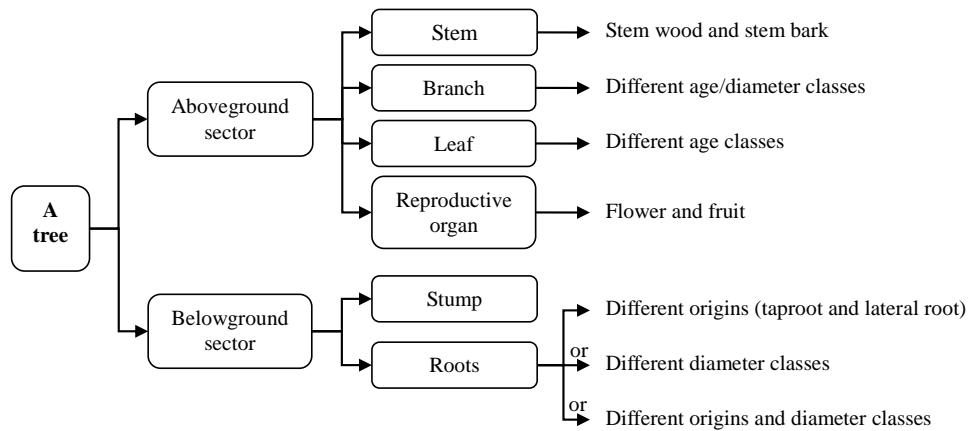 A
tree
Aboveground
sector
Stem
Stem wood and stem bark
Branch
Different age/diameter classes
Leaf
Different age classes
Reproductive
organ
Flower and fruit
Belowground
sector
Stump
Roots
Different origins (taproot and lateral root)
or
Different diameter classes
or
Different origins and diameter classes